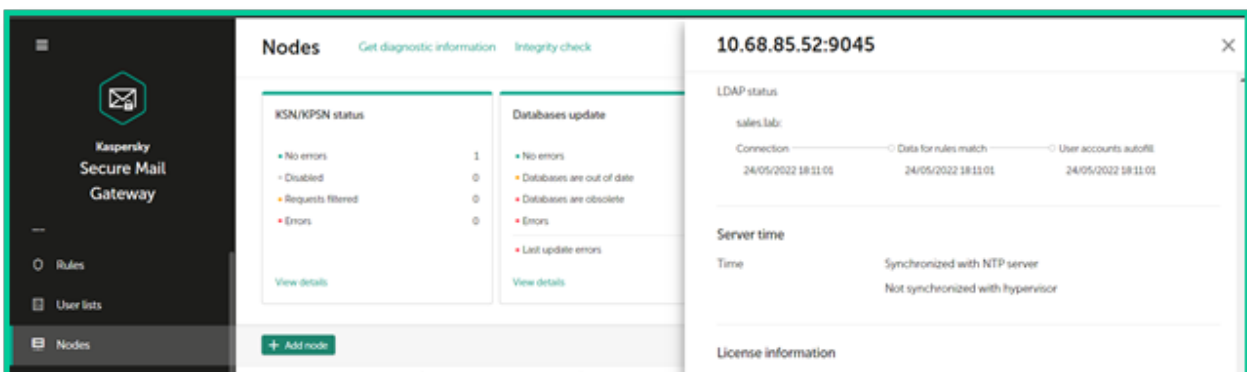 Kaspersky
Secure Mail
Gateway
Rules
User lists
Nodes
Nodes
Get diagnostic information
Integrity check
KSN/KPSN status
No errors 1
Disabled 0
Requests filtered 0
Errors 0
View details
Databases update
No errors
Databases are out of date
Databases are obsolete
Errors
Last update errors
View details
+ Add node
10.68.85.52:9045
LDAP status
sales.lab:
Connection Data for rules match User accounts autofill
24/05/2022 18:11:01 24/05/2022 18:11:01 24/05/2022 18:11:01
Server time
Time Synchronized with NTP server
Not synchronized with hypervisor
License information